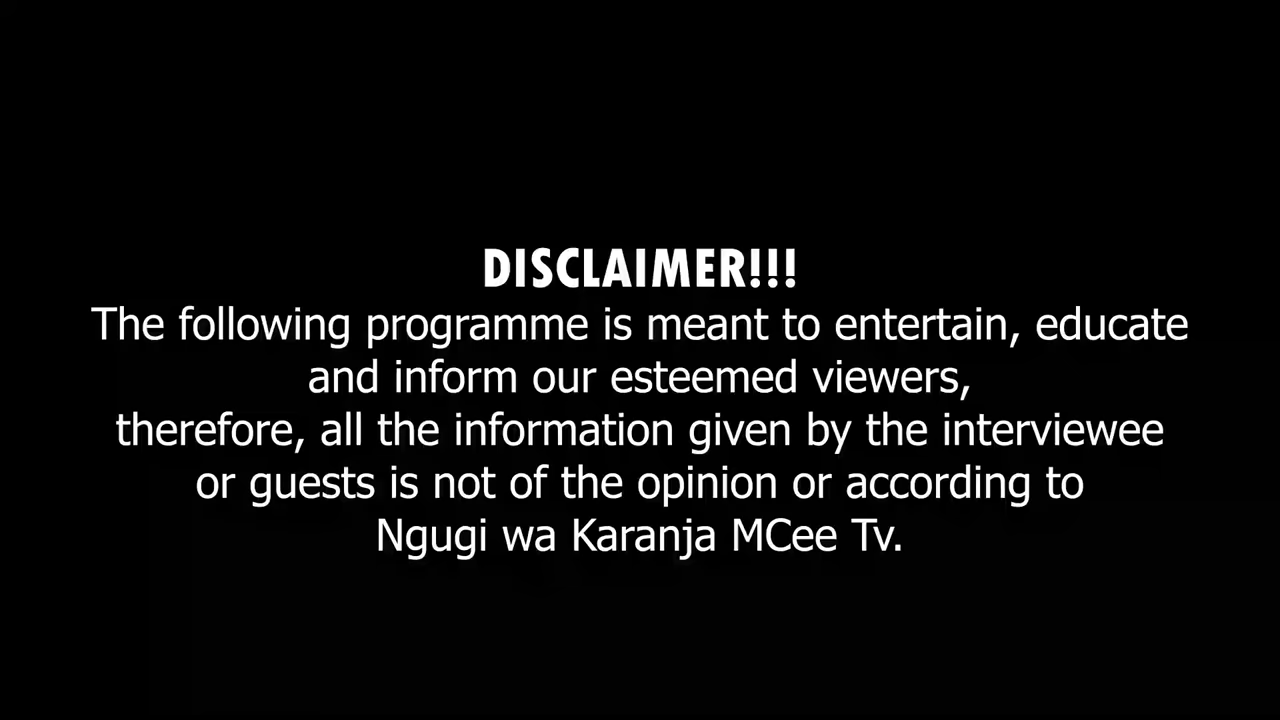 DISCLAIMER!!!
The following programme is meant to entertain, educate
and inform our esteemed viewers,
therefore, all the information given by the interviewee
or guests is not of the opinion or according to
Ngugi wa Karanja MCee Tv.